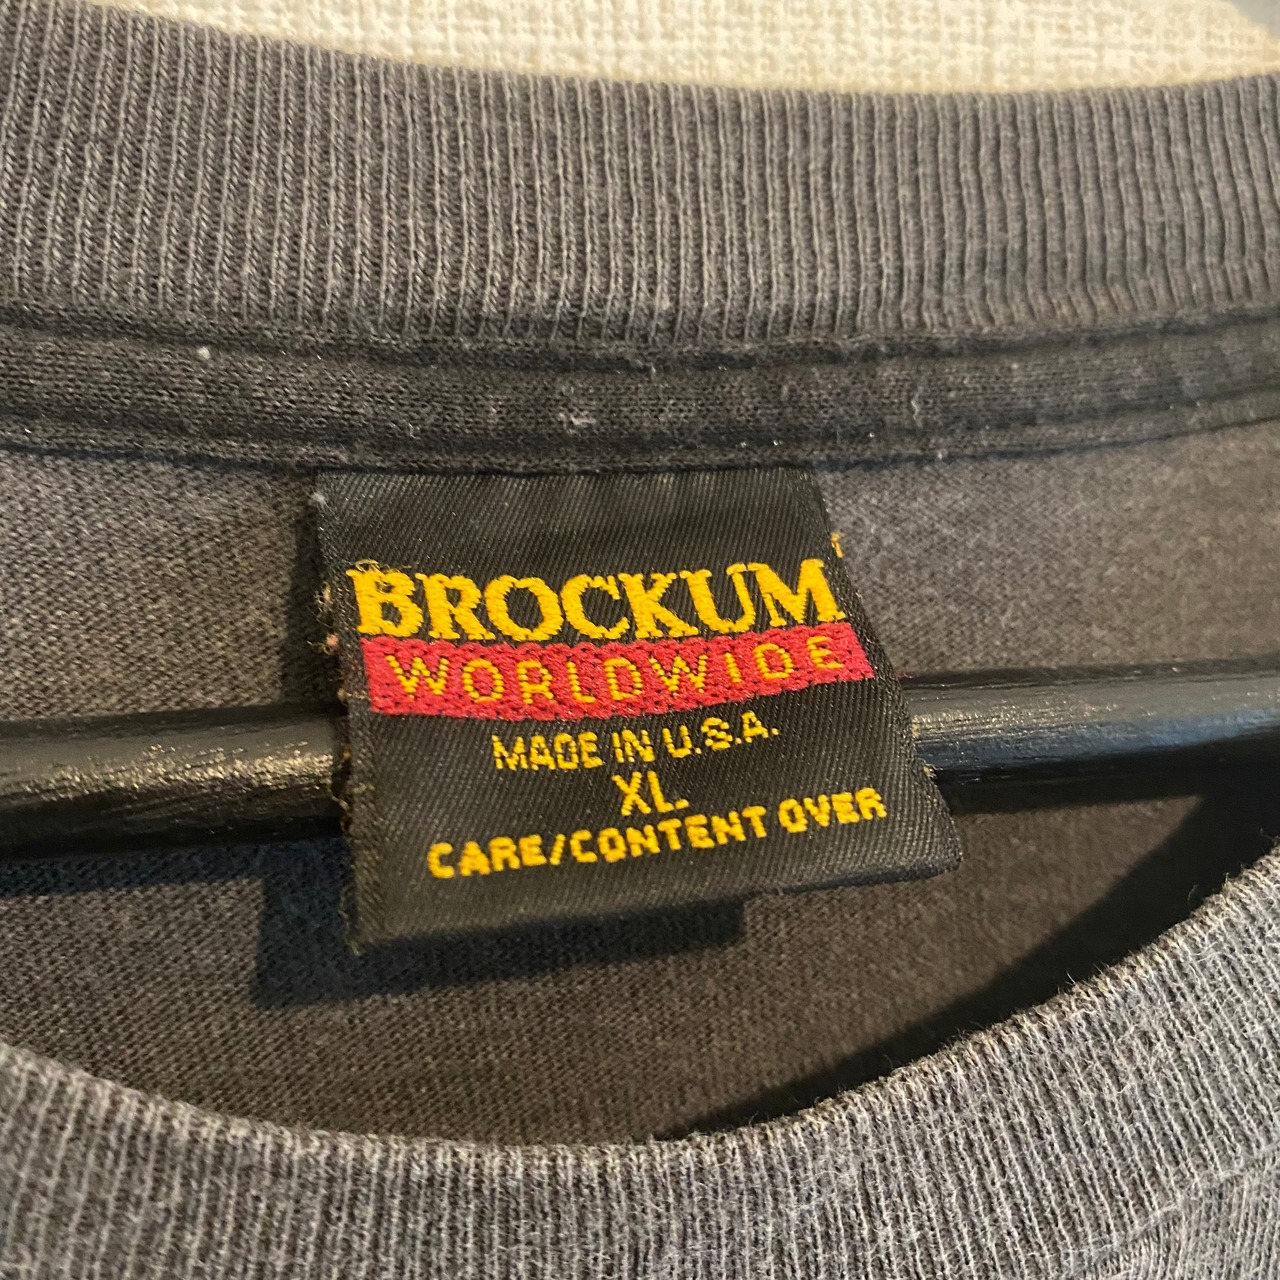 BROCKUM
WORLDWIDE
MADE IN U.S.A.
XL
CARE/CONTENT OVER